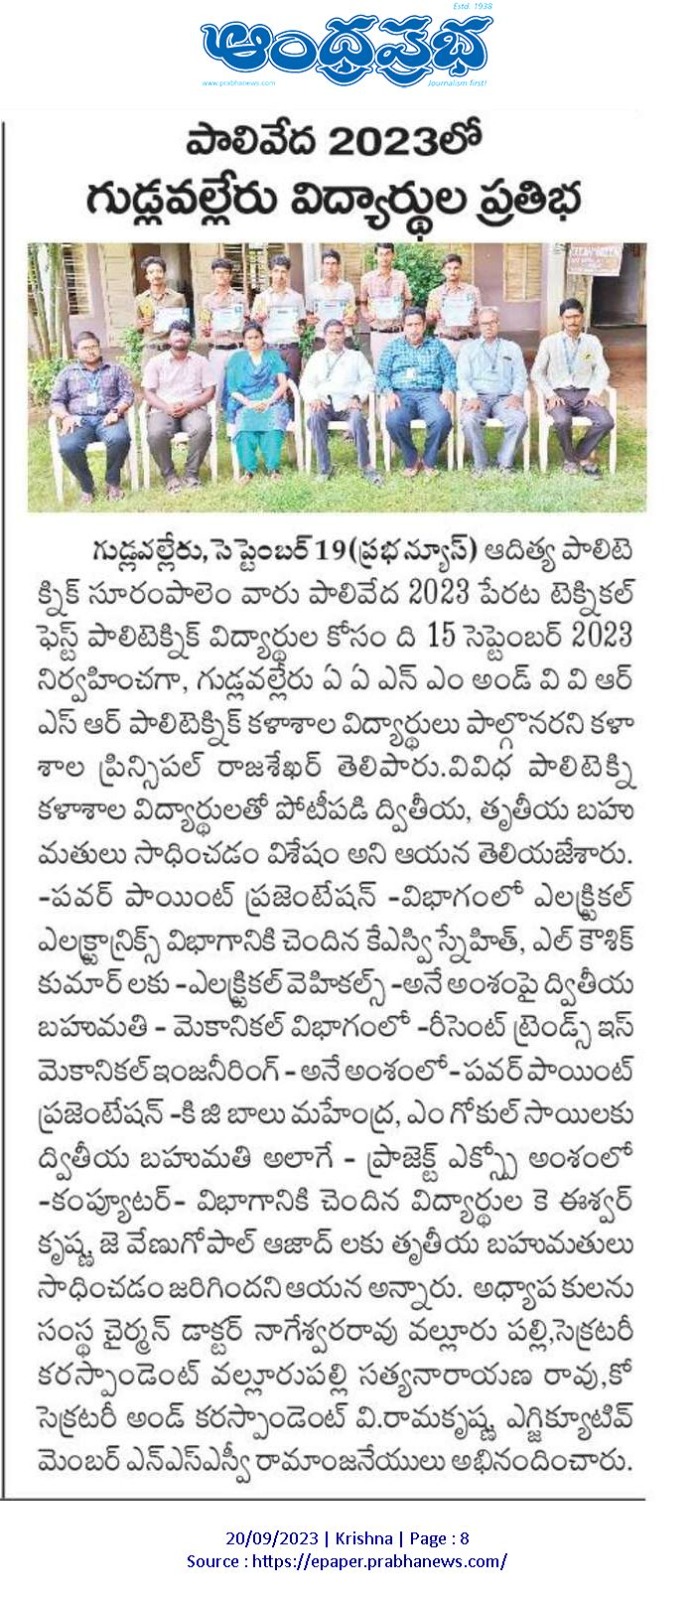 Estd. 1938
ఆంధ్రప్రభ
www.prabhanews.com
Journalism first!
పాలివేద 2023లో
గుడ్లవల్లేరు విద్యార్థుల ప్రతిభ
గుడ్లవల్లేరు, సెప్టెంబర్ 19(ప్రభ న్యూస్) ఆదిత్య పాలిటె
క్నిక్ సూరంపాలెం వారు పాలివేద 2023 పేరట టెక్నికల్
ఫెస్ట్ పాలిటెక్నిక్ విద్యార్థుల కోసం ది 15 సెప్టెంబర్ 2023
నిర్వహించగా, గుడ్లవల్లేరు ఏ ఏ ఎన్ ఎం అండ్ వి వి ఆర్
ఎస్ ఆర్ పాలిటెక్నిక్ కళాశాల విద్యార్థులు పాల్గొనరని కళా
శాల ప్రిన్సిపల్ రాజశేఖర్ తెలిపారు.వివిధ పాలిటెక్ని
కళాశాల విద్యార్థులతో పోటీపడి ద్వితీయ, తృతీయ బహు
మతులు సాధించడం విశేషం అని ఆయన తెలియజేశారు.
-పవర్ పాయింట్ ప్రజెంటేషన్ -విభాగంలో ఎలక్ట్రికల్
ఎలక్ట్రానిక్స్ విభాగానికి చెందిన కేఎస్వి స్నేహిత్, ఎల్ కౌశిక్
కుమార్ లకు -ఎలక్ట్రికల్ వెహికల్స్ -అనే అంశంపై ద్వితీయ
బహుమతి - మెకానికల్ విభాగంలో -రీసెంట్ ట్రెండ్స్ ఇస్
మెకానికల్ ఇంజనీరింగ్ - అనే అంశంలో - పవర్ పాయింట్
ప్రజెంటేషన్ -కి జి బాలు మహేంద్ర, ఎం గోకుల్ సాయిలకు
ద్వితీయ బహుమతి అలాగే - ప్రాజెక్ట్ ఎక్స్పో అంశంలో
-కంప్యూటర్- విభాగానికి చెందిన విద్యార్థుల కె ఈశ్వర్
కృష్ణ జె వేణుగోపాల్ ఆజాద్ లకు తృతీయ బహుమతులు
సాధించడం జరిగిందని ఆయన అన్నారు. అధ్యాపకులను
సంస్థ చైర్మన్ డాక్టర్ నాగేశ్వరరావు వల్లూరు పల్లి,సెక్రటరీ
కరస్పాండెంట్ వల్లూరుపల్లి సత్యనారాయణ రావు,కో
సెక్రటరీ అండ్ కరస్పాండెంట్ వి.రామకృష్ణ ఎగ్జిక్యూటివ్
మెంబర్ ఎన్ఎస్ఎస్వీ రామాంజనేయులు అభినందించారు.
20/09/2023 | Krishna | Page : 8
Source : https://epaper.prabhanews.com/